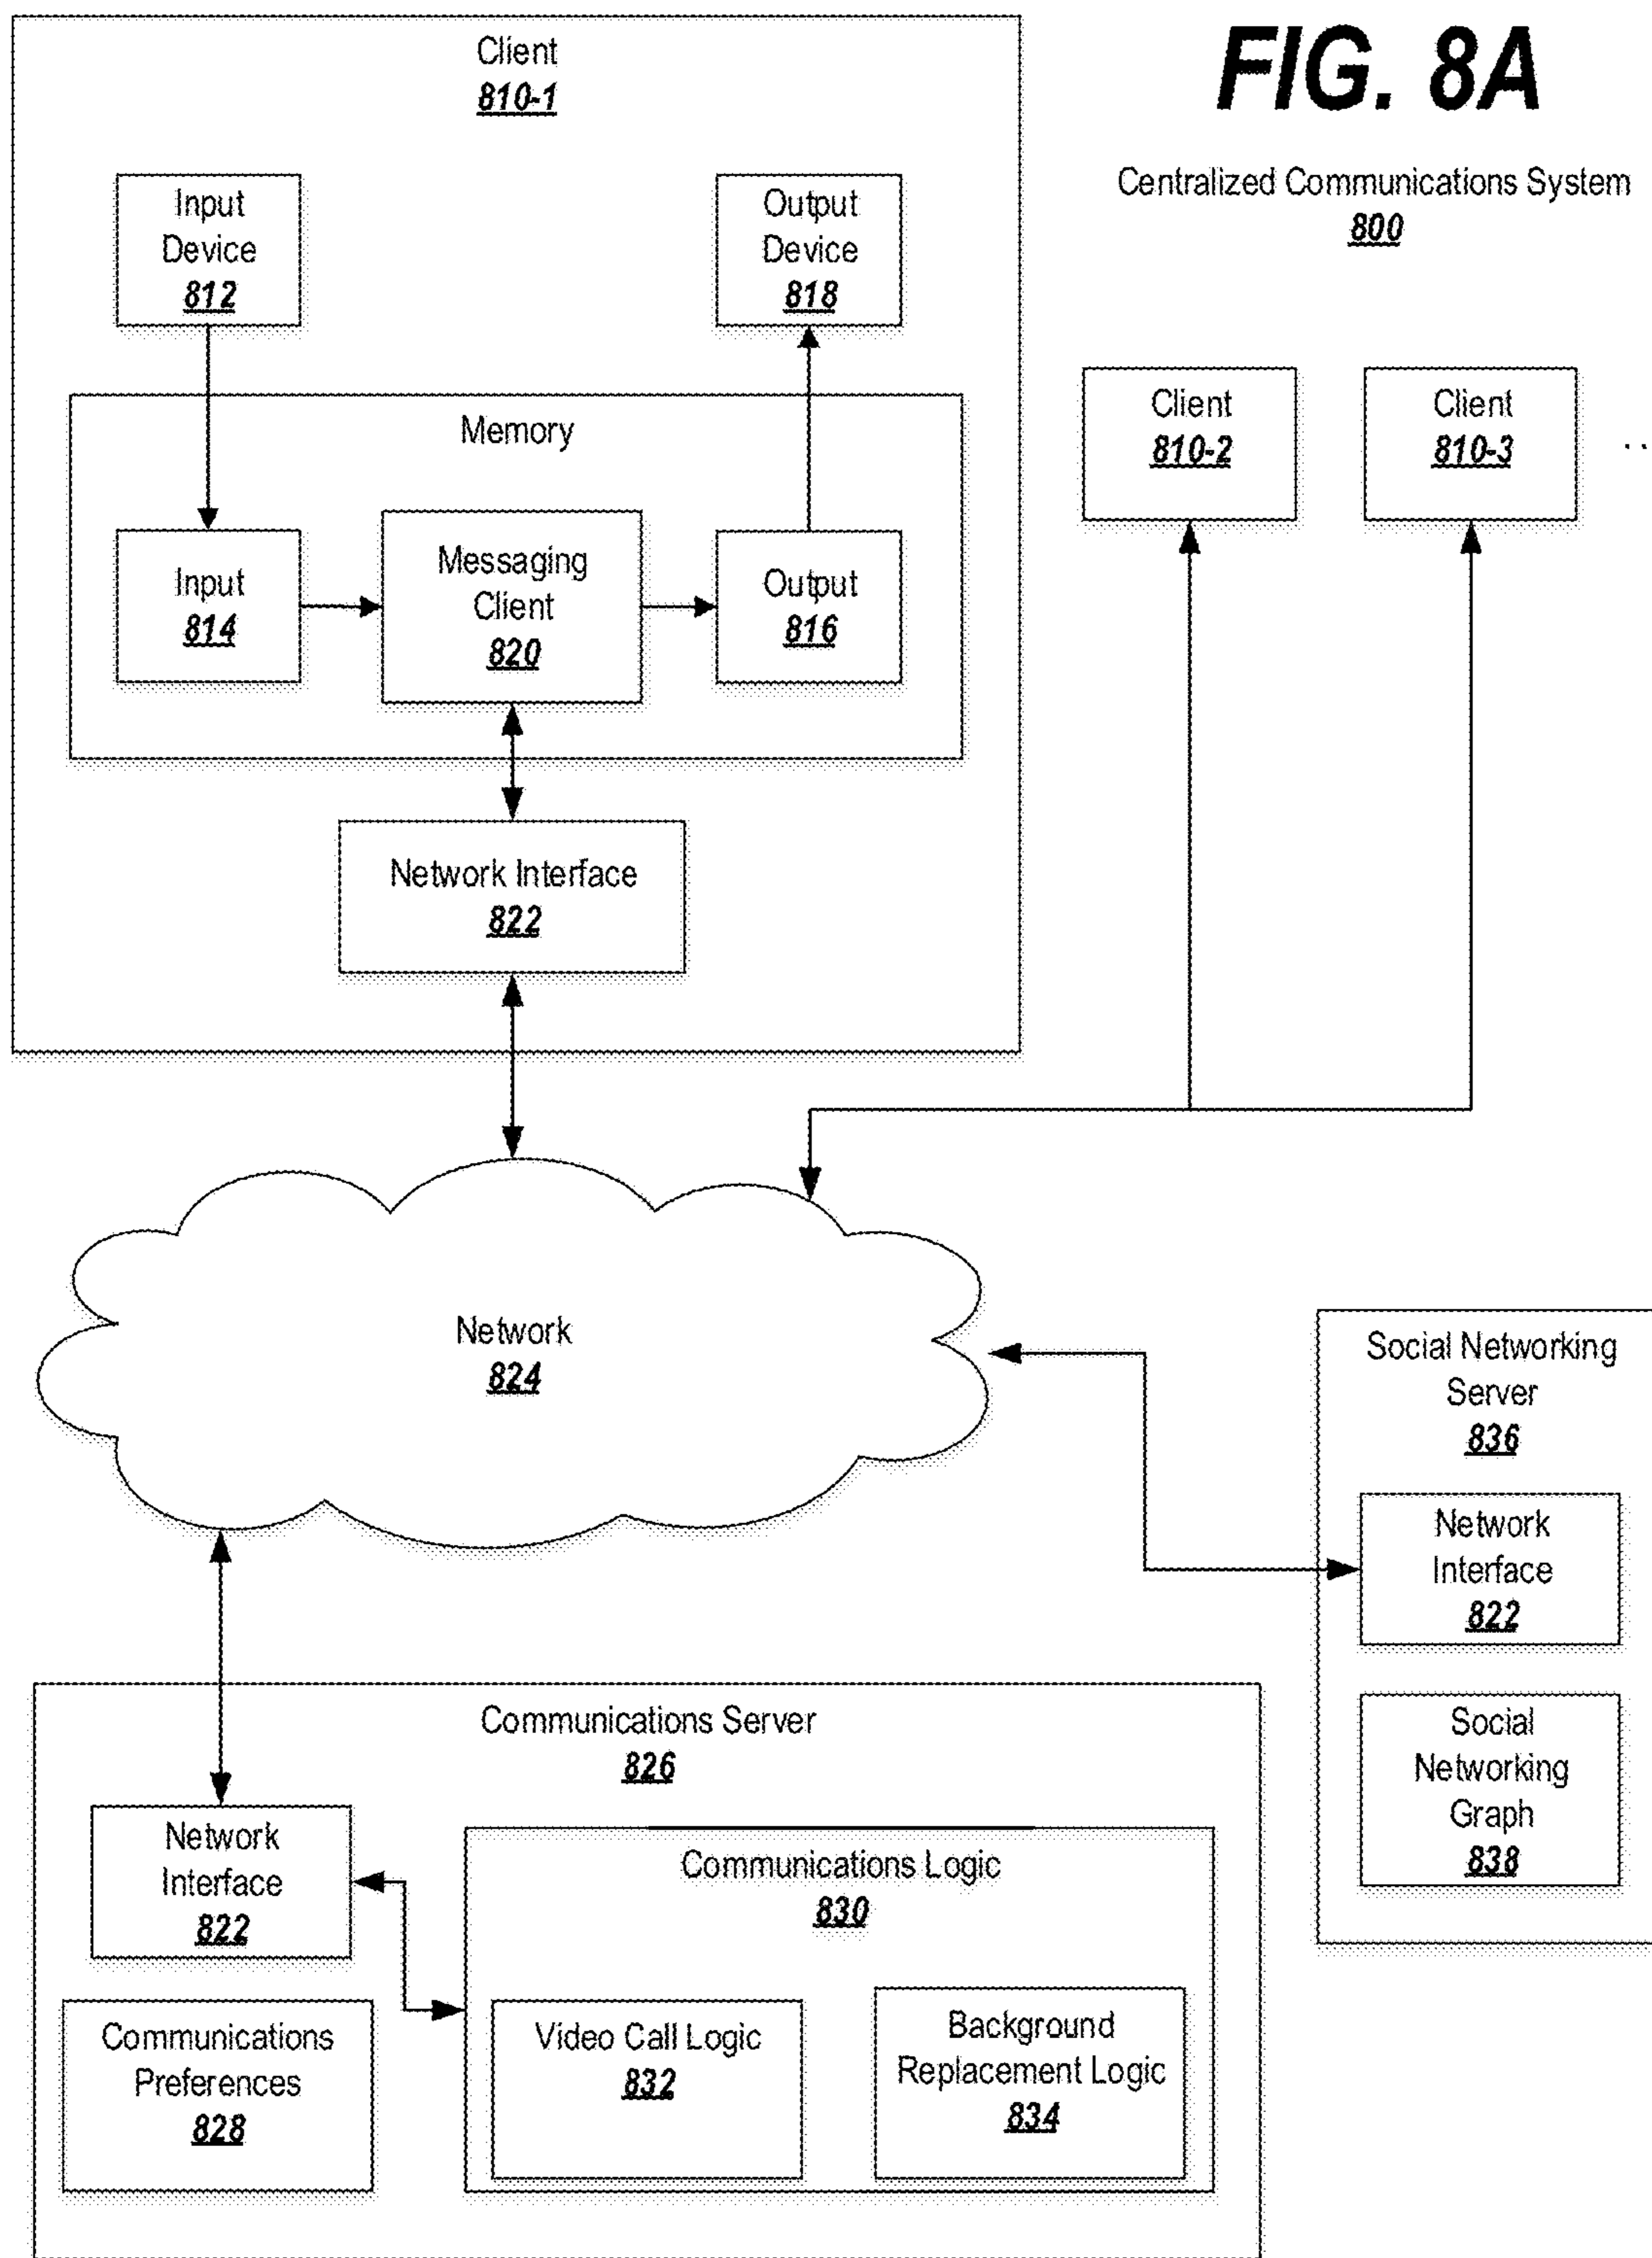 FIG. 8A
Centralized Communications System
800
Client
810-1
Input
Device
812
Output
Device
818
Memory
Input
814
Messaging
Client
820
Output
816
Network Interface
822
Client
810-2
Client
810-3
..
Network
824
Social Networking
Server
836
Network
Interface
822
Social
Networking
Graph
838
Communications Server
826
Network
Interface
822
Communications
Preferences
828
Communications Logic
830
Video Call Logic
832
Background
Replacement Logic
834